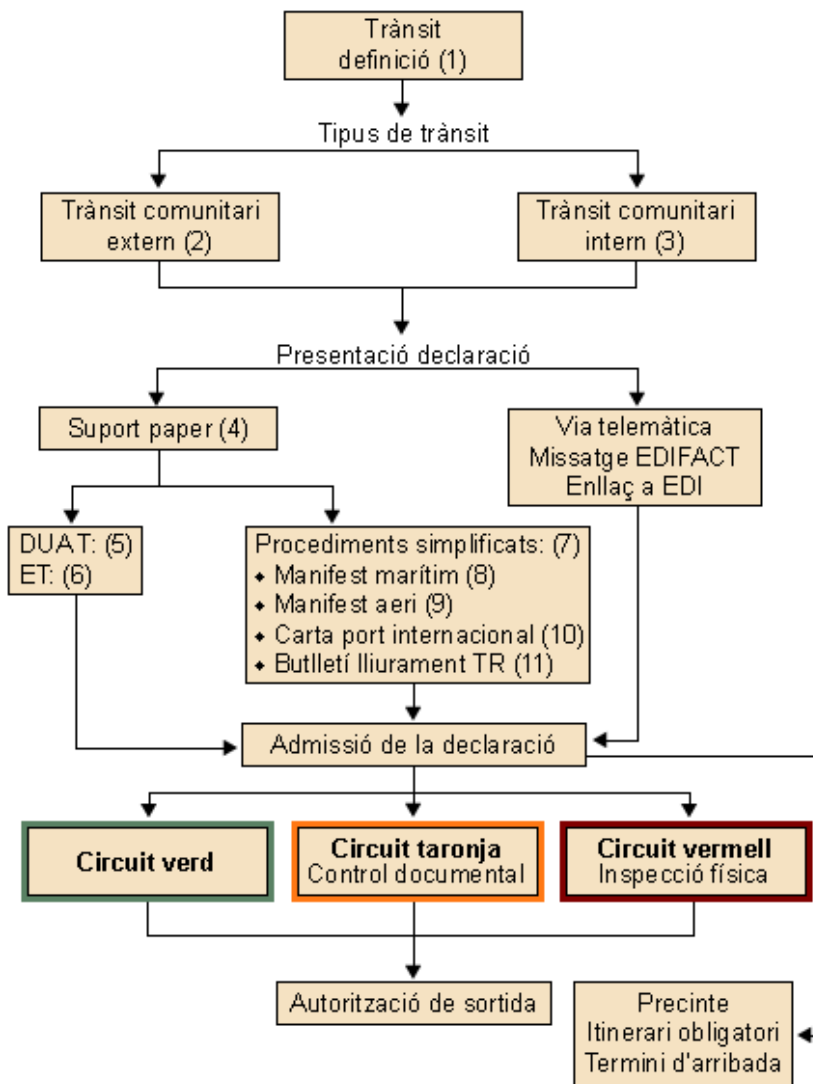 Trànsit
definició (1)
Tipus de trànsit
Trànsit comunitari
extern (2)
Trànsit comunitari
intern (3)
Presentació declaració
Suport paper (4)
Via telemàtica
Missatge EDIFACT
Enllaç a EDI
DUAT: (5)
ET: (6)
Procediments simplificats: (7)
◆ Manifest marítim (8)
◆ Manifest aeri (9)
◆ Carta port internacional (10)
◆ Butlletí lliurament TR (11)
Admissió de la declaració
Circuit verd
Circuit taronja
Control documental
Circuit vermell
Inspecció física
Autorització de sortida
Precinte
Itinerari obligatori
Termini d'arribada